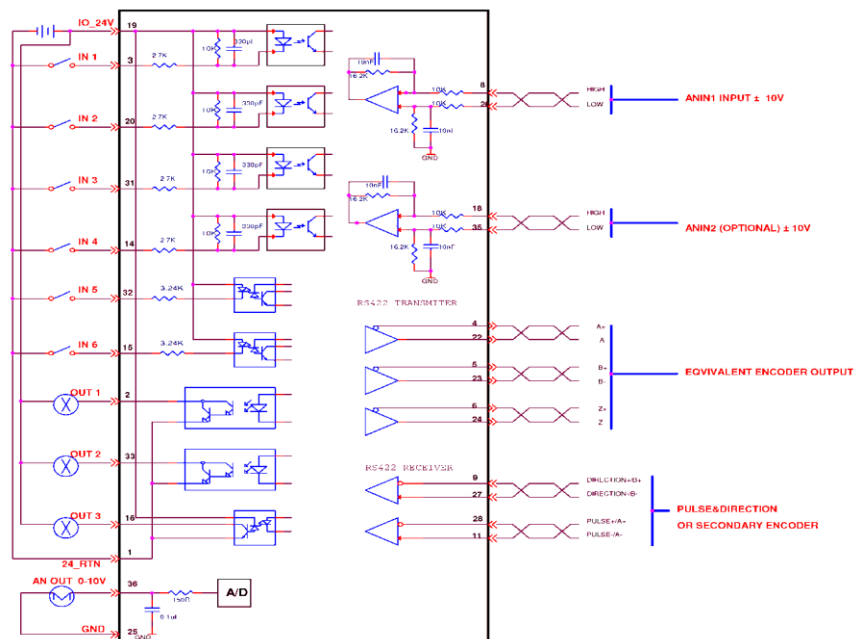 IO_24V
19
330pf
10K
IN 1
3
2.7K
IN 2
20
2.7K
10K
330pF
IN 3
31
2.7K
10K
330pF
IN 4
14
2.7K
10K
330pF
IN 5
32
3.24K
IN 6
15
3.24K
OUT 1
2
OUT 2
33
OUT 3
16
24_RTN
1
AN OUT 0-10V
36
150R
A/D
0.1uf
GND
25
GND
10nF
16.2K
8
10K
HIGH
26
10K
LOW
ANIN1 INPUT ± 10V
16.2K
10nf
GND
10nF
16.2K
18
10K
HIGH
35
10K
LOW
ANIN2 (OPTIONAL) ± 10V
16.2K
10nF
GND
RS422 TRANSMITER
4
A+
22
A
5
B+
23
B-
6
Z+
24
Z
EQVIVALENT ENCODER OUTPUT
RS422 RECEIVER
9
DIRECTION+B+
27
DIRECTION-B-
28
PULSE+/A+
11
PULSE-/A-
PULSE&DIRECTION
OR SECONDARY ENCODER